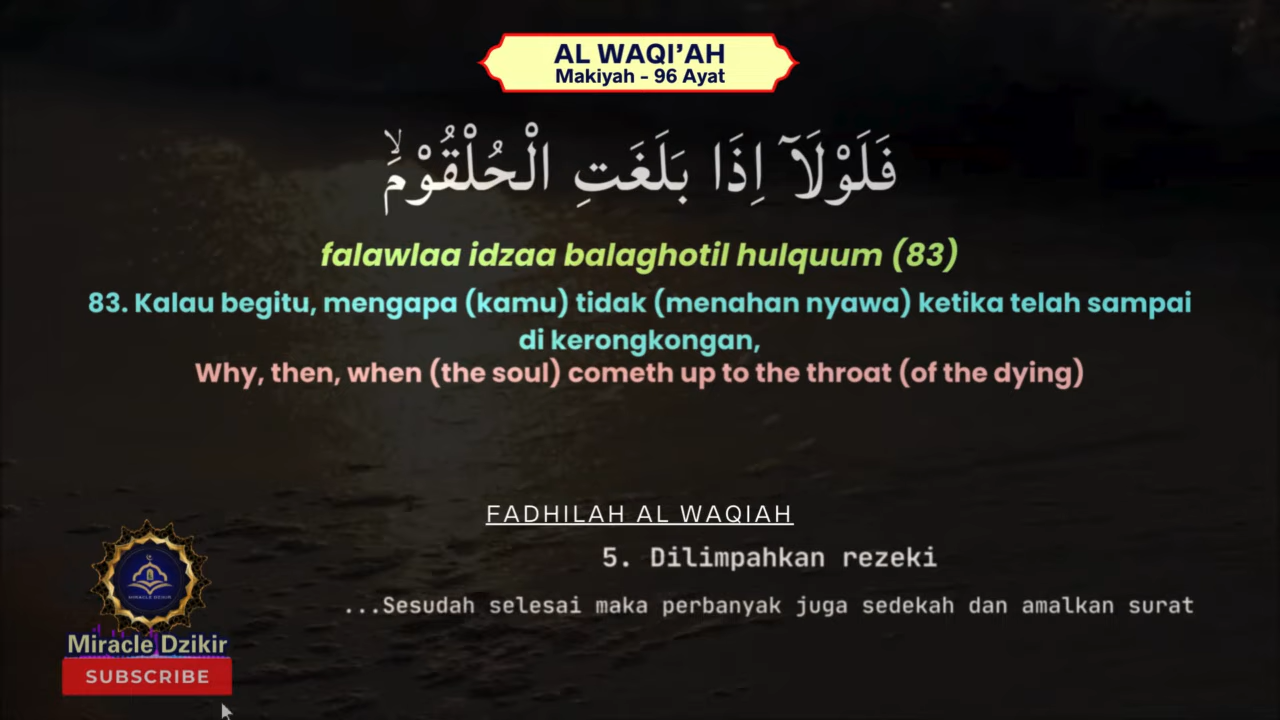 AL WAQI’AH
Makiyah - 96 Ayat
فَلَوْلَآ اِذَا بَلَغَتِ الْحُلْقُوْمَۙ
falawlaa idzaa balaghotil hulquum (83)
83. Kalau begitu, mengapa (kamu) tidak (menahan nyawa) ketika telah sampai
di kerongkongan,
Why, then, when (the soul) cometh up to the throat (of the dying)
FADHILAH AL WAQIAH
5. Dilimpahkan rezeki
...Sesudah selesai maka perbanyak juga sedekah dan amalkan surat
MIRACLE DZIKIR
Miracle Dzikir
SUBSCRIBE